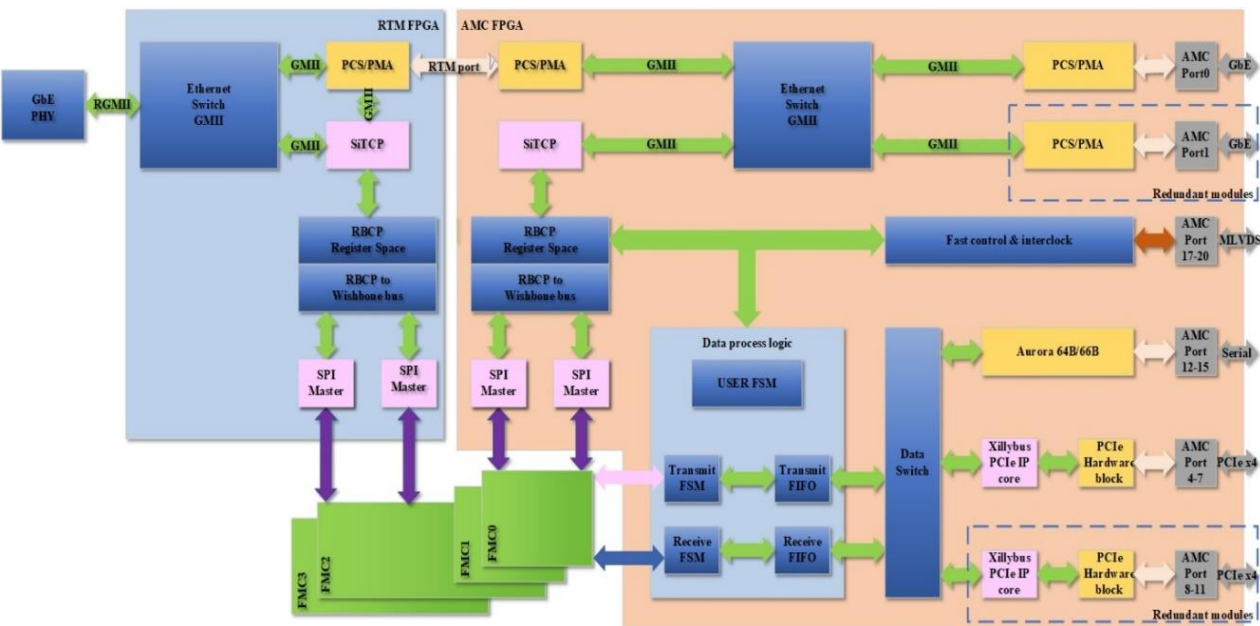 RTM FPGA
AMC FPGA
GbE
PHY
RGMII
Ethernet
Switch
GMII
GMII
GMII
PCS/PMA
GMII
SiTCP
RTM port
PCS/PMA
SiTCP
GMII
GMII
Ethernet
Switch
GMII
GMII
GMII
PCS/PMA
AMC
Port0
GbE
PCS/PMA
AMC
Port1
GbE
Redundant modules
RBCP
Register Space
RBCP to
Wishbone bus
RBCP
Register Space
RBCP to
Wishbone bus
Fast control & interclock
AMC
Port
17-20
MLVDS
SPI
Master
SPI
Master
SPI
Master
SPI
Master
Data process logic
USER FSM
Transmit
FSM
Transmit
FIFO
Receive
FSM
Receive
FIFO
Data
Switch
Aurora 64B/66B
AMC
Port
12-15
Serial
Xillybus
PCIe IP
core
PCIe
Hardware
block
AMC
Port
4-7
PCIe x4
Xillybus
PCIe IP
core
PCIe
Hardware
block
AMC
Port
8-11
PCIe x4
Redundant modules
FMC3
FMC2
FMC1
FMC0